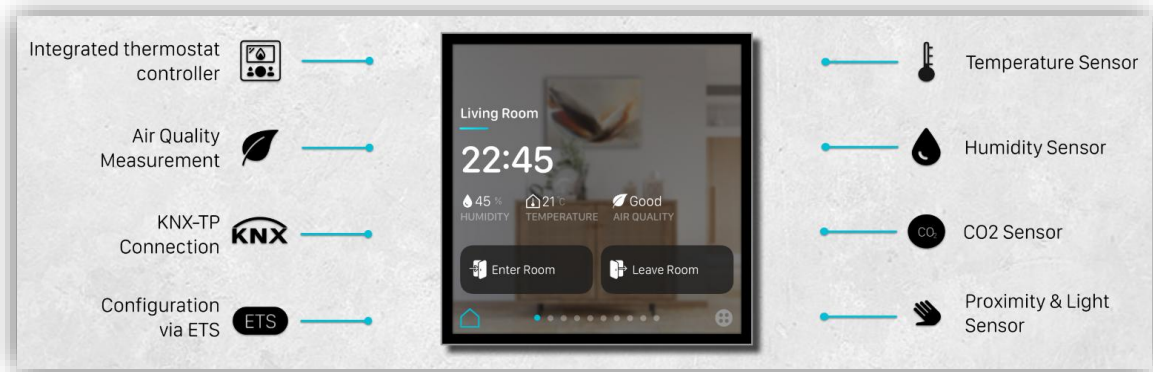 Integrated thermostat
controller
Air Quality
Measurement
KNX-TP
Connection
KNX
Configuration
via ETS
ETS
Living Room
22:45
45 %
21 C
Good
HUMIDITY
TEMPERATURE
AIR QUALITY
Enter Room
Leave Room
Temperature Sensor
Humidity Sensor
CO2
CO2 Sensor
Proximity & Light
Sensor